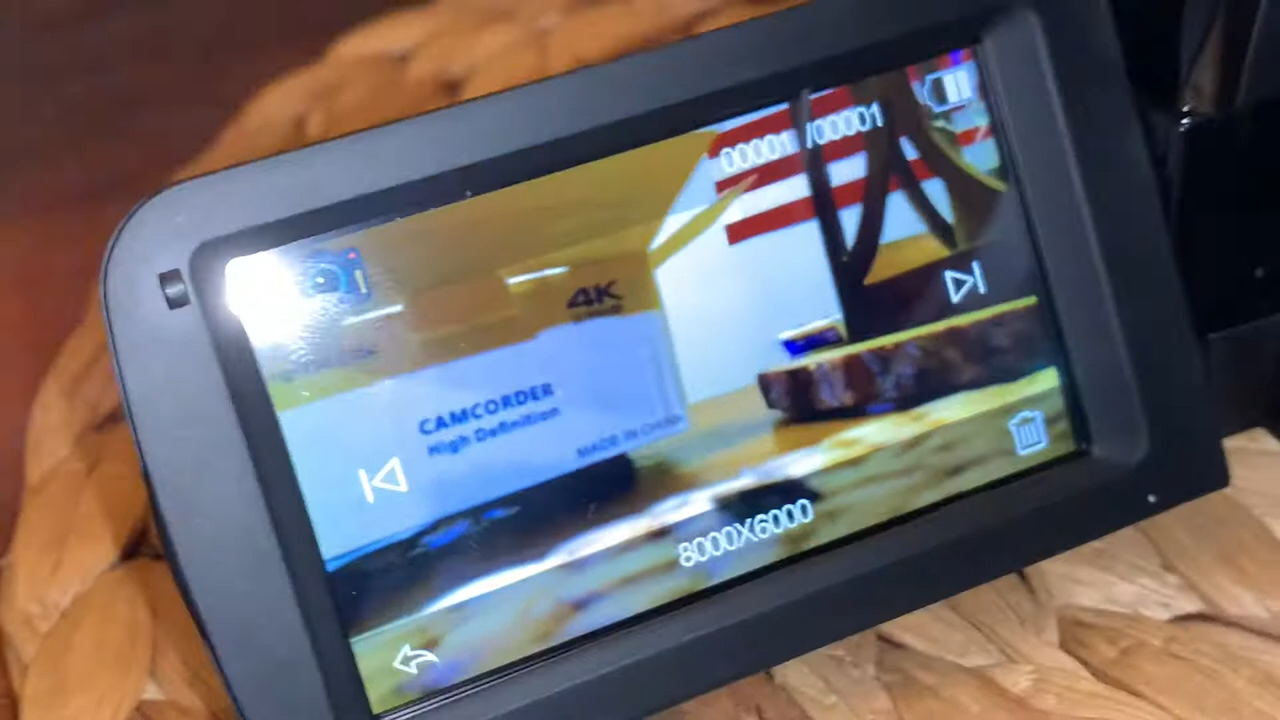 00001 /00001
4K
CAMCORDER
High Definition
MADE IN CHINA
8000X6000